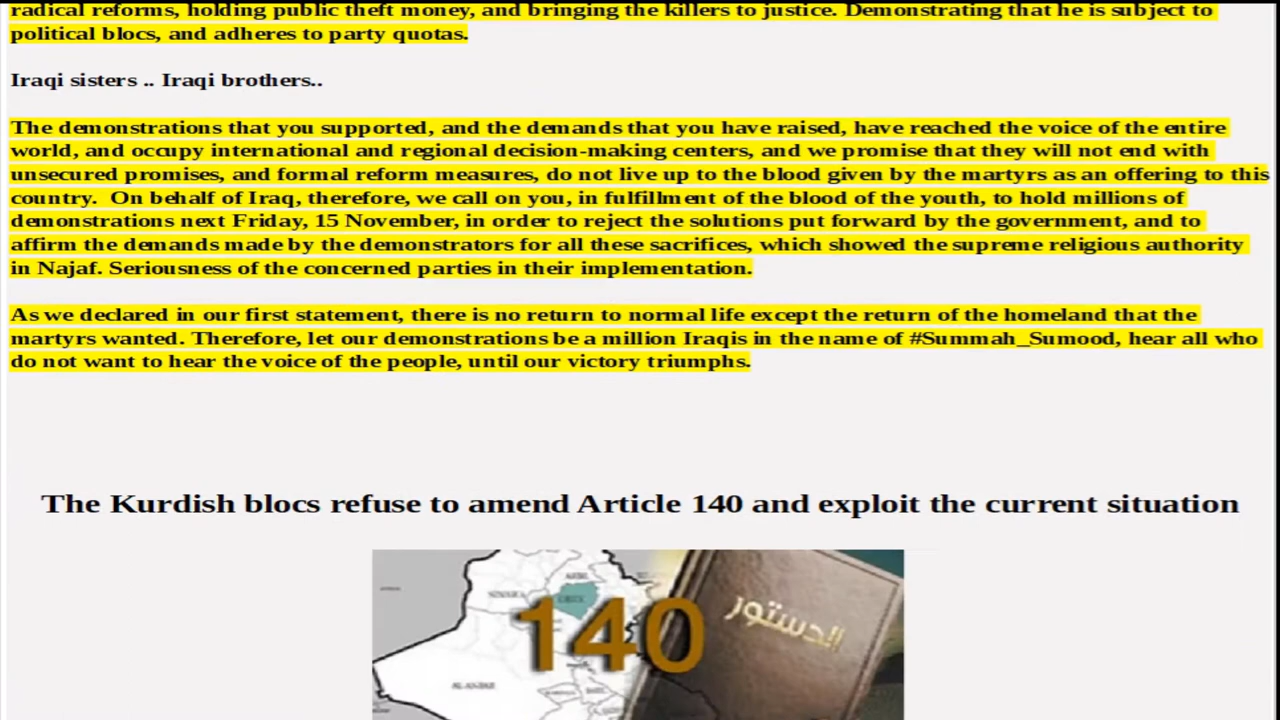 radical reforms, holding public theft money, and bringing the killers to justice. Demonstrating that he is subject to
political blocs, and adheres to party quotas.
Iraqi sisters .. Iraqi brothers..
The demonstrations that you supported, and the demands that you have raised, have reached the voice of the entire
world, and occupy international and regional decision-making centers, and we promise that they will not end with
unsecured promises, and formal reform measures, do not live up to the blood given by the martyrs as an offering to this
country.  On behalf of Iraq, therefore, we call on you, in fulfillment of the blood of the youth, to hold millions of
demonstrations next Friday, 15 November, in order to reject the solutions put forward by the government, and to
affirm the demands made by the demonstrators for all these sacrifices, which showed the supreme religious authority
in Najaf. Seriousness of the concerned parties in their implementation.
As we declared in our first statement, there is no return to normal life except the return of the homeland that the
martyrs wanted. Therefore, let our demonstrations be a million Iraqis in the name of #Summah_Sumood, hear all who
do not want to hear the voice of the people, until our victory triumphs.
The Kurdish blocs refuse to amend Article 140 and exploit the current situation
140
الدستور
AL-ANBAR